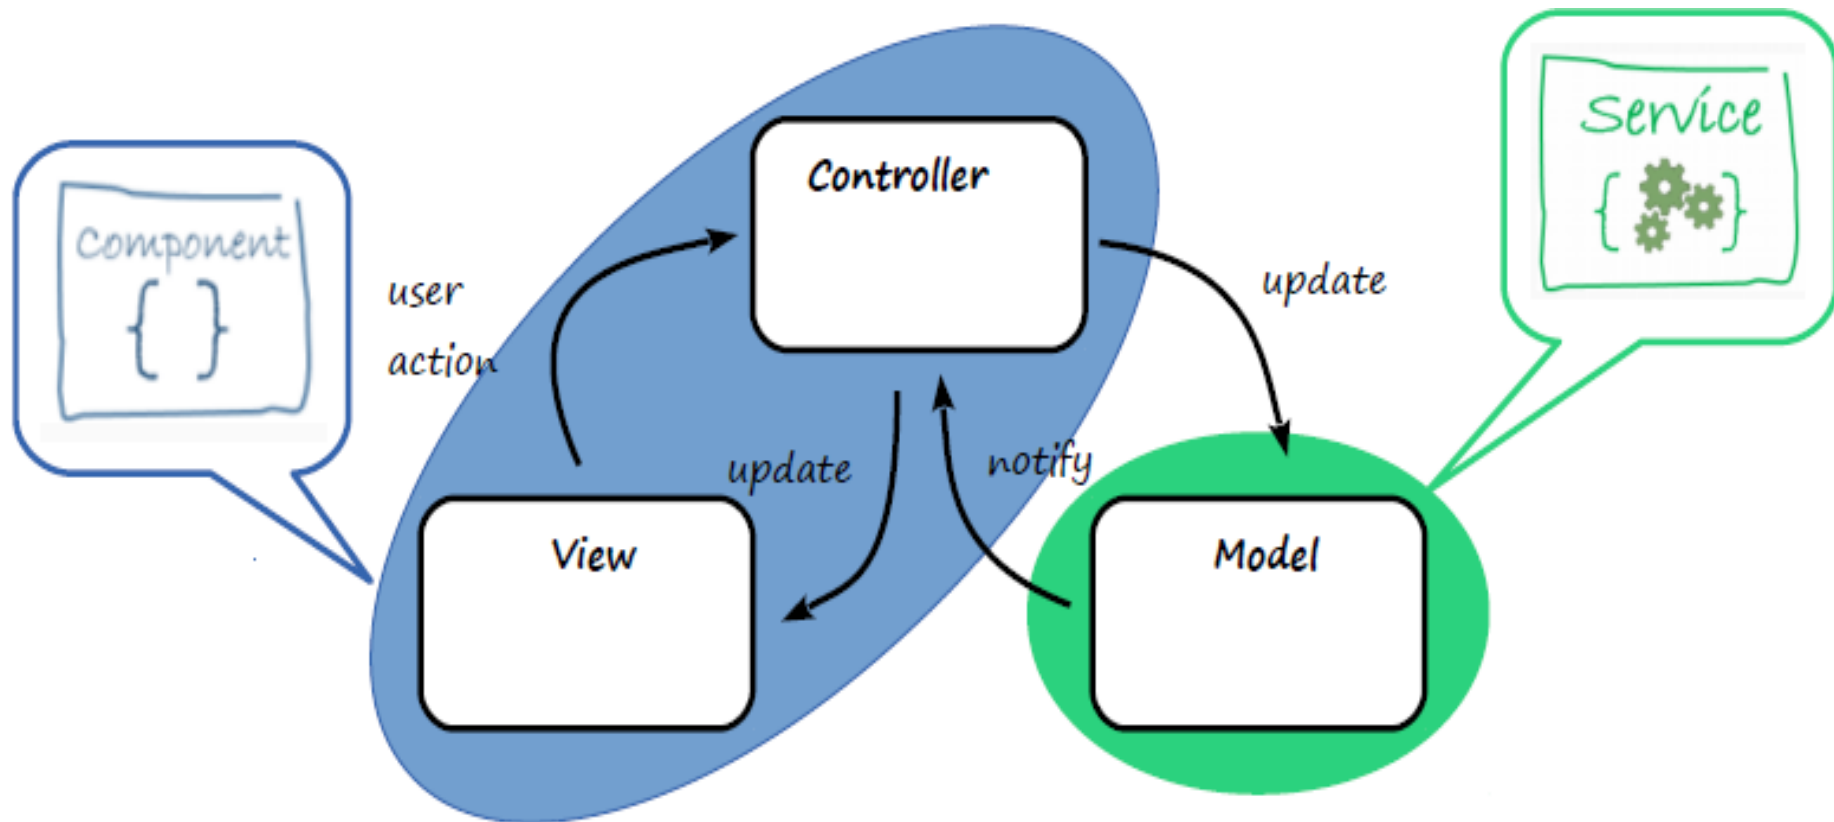 Controller
Service
{ }
Component
{ }
user
action
update
update
notify
View
Model